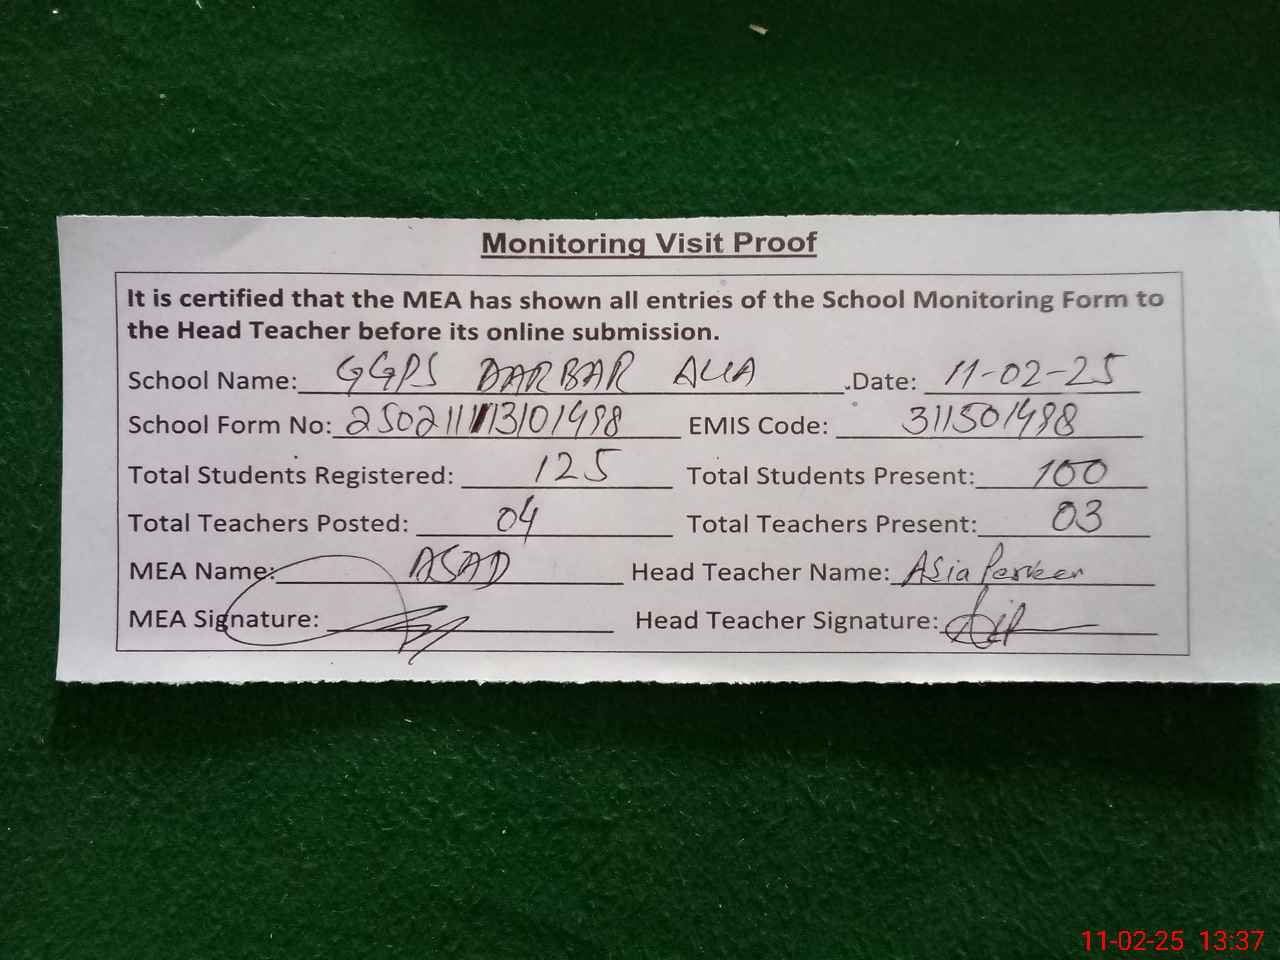 Monitoring Visit Proof
It is certified that the MEA has shown all entries of the School Monitoring Form to
the Head Teacher before its online submission.
School Name: GGPS DARBAR ALIA .Date: 11-02-25
School Form No: EMIS Code: 311501498
Total Students Registered: 125 Total Students Present: 100
Total Teachers Posted: 04 Total Teachers Present: 03
MEA Name: ASAD Head Teacher Name: Asia Perveen
MEA Signature: Head Teacher Signature:
11-02-25 13:37